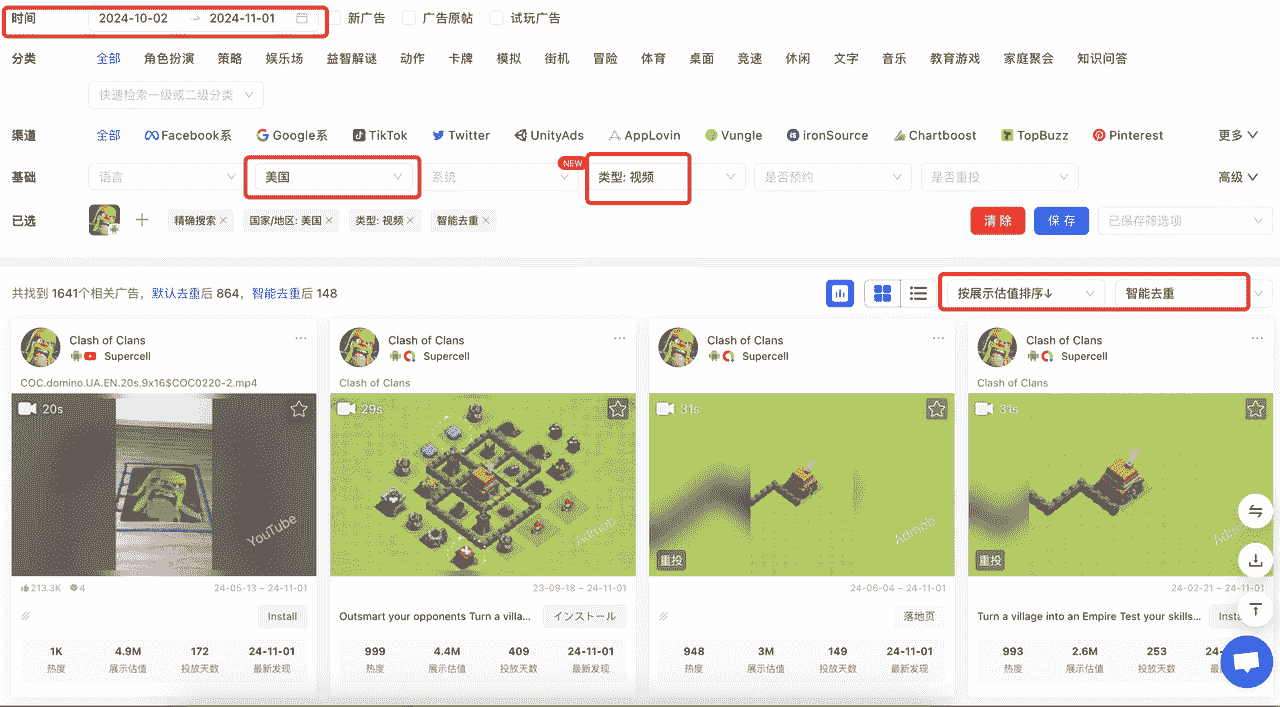 时间 2024-10-02 → 2024-11-01 新广告 广告原帖 试玩广告
分类 全部 角色扮演 策略 娱乐场 益智解谜 动作 卡牌 模拟 街机 冒险 体育 桌面 竞速 休闲 文字 音乐 教育游戏 家庭聚会 知识问答
快速检索一级或二级分类
渠道 全部 Facebook系 Google系 TikTok Twitter UnityAds AppLovin Vungle ironSource Chartboost TopBuzz Pinterest 更多
基础 语言 美国 系统 NEW 类型: 视频 是否预约 是否重投 高级
已选 精确搜索× 国家/地区: 美国× 类型: 视频× 智能去重× 清除 保存 已保存筛选项
共找到 1641个相关广告，默认去重后 864，智能去重后 148 按展示估值排序↓ 智能去重
Clash of Clans Clash of Clans Clash of Clans Clash of Clans
Supercell Supercell Supercell Supercell
COC.domino.UA.EN.20s.9x16$COC0220-2.mp4 Clash of Clans Clash of Clans
20s 29s 31s 31s
YouTube Admob Admob Ad
重投 重投
213.3K 4 24-05-13 ~ 24-11-01 23-09-18 ~ 24-11-01 24-06-04 ~ 24-11-01 24-02-21 ~ 24-11-01
Install Outsmart your opponents Turn a villa... インストール 落地页 Turn a village into an Empire Test your skills... Insta
1K 4.9M 172 24-11-01 999 4.4M 409 24-11-01 948 3M 149 24-11-01 993 2.6M 253 24-
热度 展示估值 投放天数 最新发现 热度 展示估值 投放天数 最新发现 热度 展示估值 投放天数 最新发现 热度 展示估值 投放天数 最